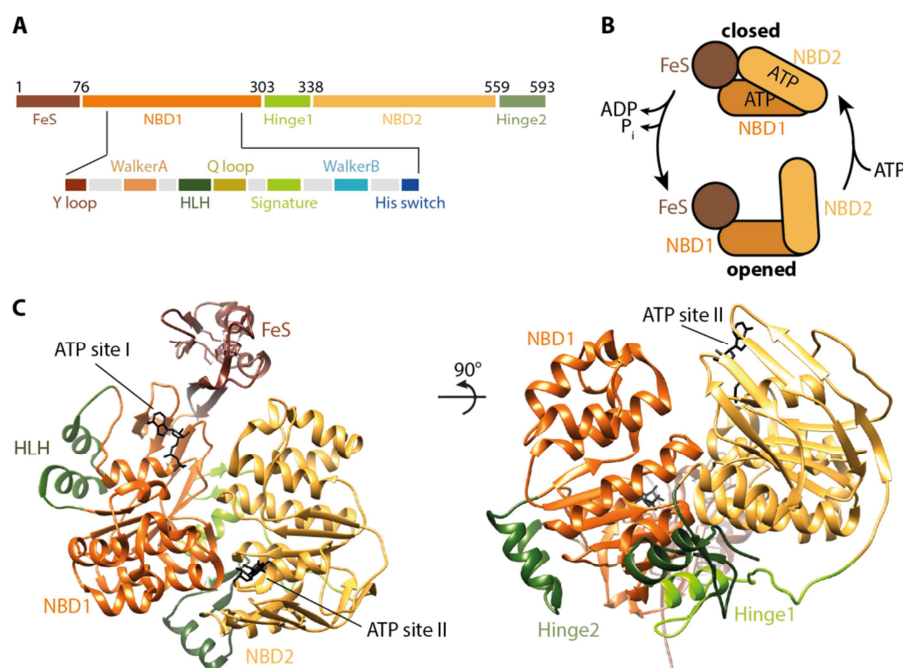 A
1 76 303 338 559 593
FeS NBD1 Hinge1 NBD2 Hinge2
WalkerA Q loop WalkerB
Y loop HLH Signature His switch
B
closed
FeS NBD2
ATP
ATP
NBD1
ADP
Pi
ATP
FeS NBD2
NBD1
opened
C
FeS
ATP site I
HLH
NBD1
NBD2
ATP site II
90°
NBD1
ATP site II
Hinge2
Hinge1